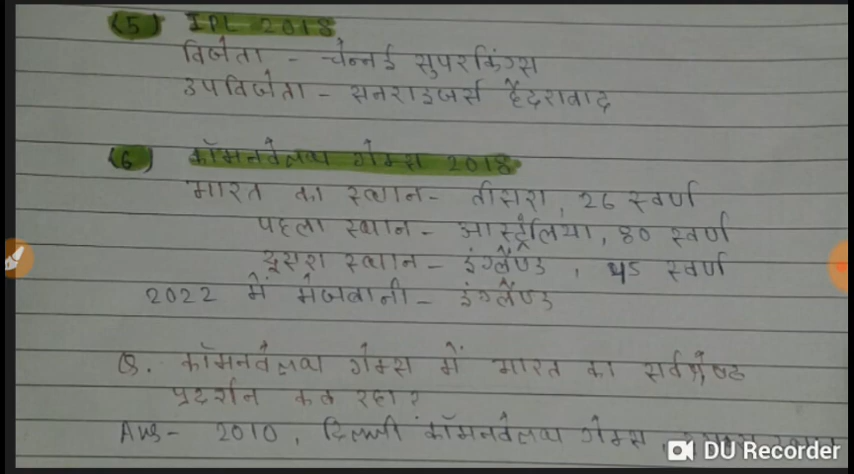 (5) IPL 2018
विजेता - चेन्नई सुपरकिंग्स
उपविजेता - सनराइजर्स हैदराबाद
(6) कॉमनवेल्थ गेम्स 2018
भारत का स्थान - तीसरा, 26 स्वर्ण
पहला स्थान - आस्ट्रेलिया, 80 स्वर्ण
दूसरा स्थान - इंग्लैण्ड, 45 स्वर्ण
2022 में मेजबानी - इंग्लैण्ड
Q. कॉमनवेल्थ गेम्स में भारत का सर्वश्रेष्ठ
प्रदर्शन कब रहा?
Ans - 2010, दिल्ली कॉमनवेल्थ गेम्स,
DU Recorder